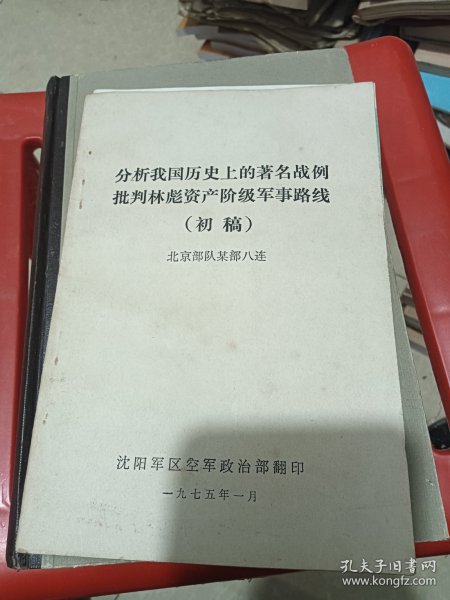 分析我国历史上的著名战例
批判林彪资产阶级军事路线
（初 稿）
北京部队某部八连
沈阳军区空军政治部翻印
一九七五年一月
孔夫子旧书网
www.kongfz.com